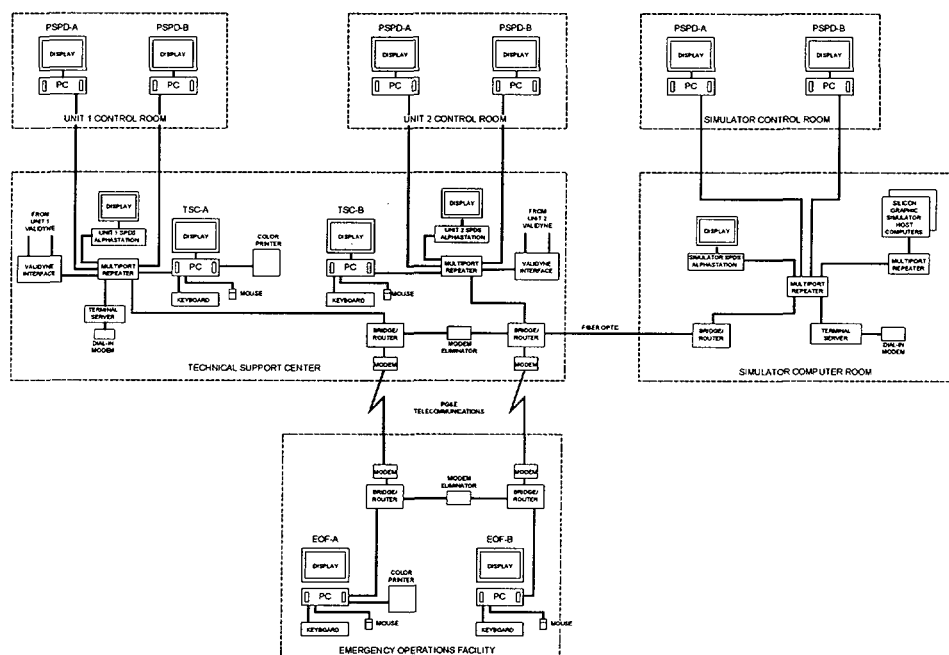 PSPD-A
PSPD-B
DISPLAY
DISPLAY
PC
PC
UNIT 1 CONTROL ROOM
PSPD-A
PSPD-B
DISPLAY
DISPLAY
PC
PC
UNIT 2 CONTROL ROOM
PSPD-A
PSPD-B
DISPLAY
DISPLAY
PC
PC
SIMULATOR CONTROL ROOM
FROM
UNIT 1
VALIDYNE
DISPLAY
UNIT 1 SPDS
ALPHASTATION
TSC-A
DISPLAY
COLOR
PRINTER
VALIDYNE
INTERFACE
MULTIPORT
REPEATER
PC
KEYBOARD
MOUSE
TERMINAL
SERVER
DIAL-IN
MODEM
TSC-B
DISPLAY
PC
KEYBOARD
MOUSE
DISPLAY
UNIT 2 SPDS
ALPHASTATION
FROM
UNIT 2
VALIDYNE
MULTIPORT
REPEATER
VALIDYNE
INTERFACE
BRIDGE/
ROUTER
MODEM
ELIMINATOR
BRIDGE/
ROUTER
FIBER OPTIC
MODEM
MODEM
TECHNICAL SUPPORT CENTER
DISPLAY
SIMULATOR SPDS
ALPHASTATION
SILICON
GRAPHIC
SIMULATOR
HOST
COMPUTERS
MULTIPORT
REPEATER
MULTIPORT
REPEATER
BRIDGE/
ROUTER
TERMINAL
SERVER
DIAL-IN
MODEM
SIMULATOR COMPUTER ROOM
PG&E
TELECOMMUNICATIONS
MODEM
MODEM
BRIDGE/
ROUTER
MODEM
ELIMINATOR
BRIDGE/
ROUTER
EOF-A
DISPLAY
PC
COLOR
PRINTER
KEYBOARD
MOUSE
EOF-B
DISPLAY
PC
KEYBOARD
MOUSE
EMERGENCY OPERATIONS FACILITY